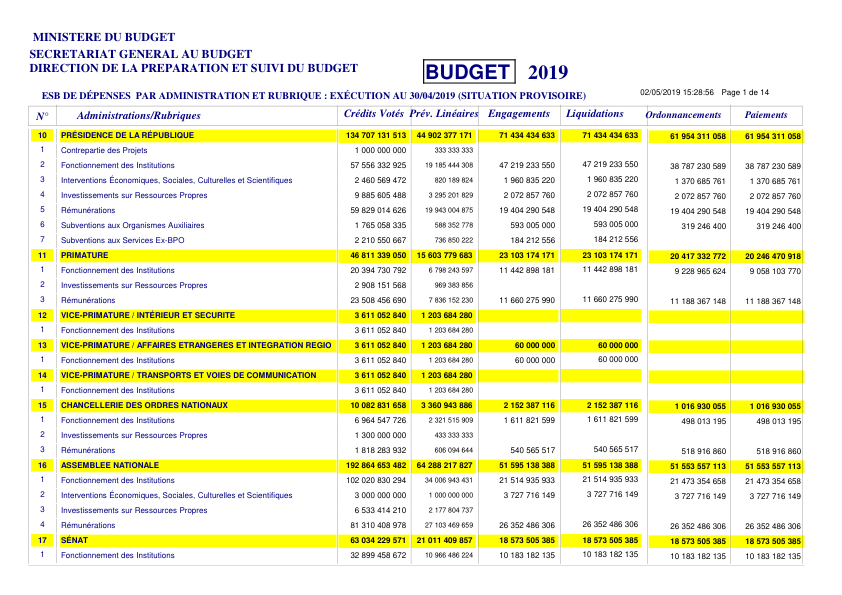 MINISTERE DU BUDGET
SECRETARIAT GENERAL AU BUDGET
DIRECTION DE LA PREPARATION ET SUIVI DU BUDGET
BUDGET 2019
ESB DE DÉPENSES PAR ADMINISTRATION ET RUBRIQUE : EXÉCUTION AU 30/04/2019 (SITUATION PROVISOIRE)
02/05/2019 15:28:56 Page 1 de 14
N° Administrations/Rubriques Crédits Votés Prév. Linéaires Engagements Liquidations Ordonnancements Paiements
10 PRÉSIDENCE DE LA RÉPUBLIQUE 134 707 131 513 44 902 377 171 71 434 434 633 71 434 434 633 61 954 311 058 61 954 311 058
1 Contrepartie des Projets 1 000 000 000 333 333 333
2 Fonctionnement des Institutions 57 556 332 925 19 185 444 308 47 219 233 550 47 219 233 550 38 787 230 589 38 787 230 589
3 Interventions Économiques, Sociales, Culturelles et Scientifiques 2 460 569 472 820 189 824 1 960 835 220 1 960 835 220 1 370 685 761 1 370 685 761
4 Investissements sur Ressources Propres 9 885 605 488 3 295 201 829 2 072 857 760 2 072 857 760 2 072 857 760 2 072 857 760
5 Rémunérations 59 829 014 626 19 943 004 875 19 404 290 548 19 404 290 548 19 404 290 548 19 404 290 548
6 Subventions aux Organismes Auxiliaires 1 765 058 335 588 352 778 593 005 000 593 005 000 319 246 400 319 246 400
7 Subventions aux Services Ex-BPO 2 210 550 667 736 850 222 184 212 556 184 212 556
11 PRIMATURE 46 811 339 050 15 603 779 683 23 103 174 171 23 103 174 171 20 417 332 772 20 246 470 918
1 Fonctionnement des Institutions 20 394 730 792 6 798 243 597 11 442 898 181 11 442 898 181 9 228 965 624 9 058 103 770
2 Investissements sur Ressources Propres 2 908 151 568 969 383 856
3 Rémunérations 23 508 456 690 7 836 152 230 11 660 275 990 11 660 275 990 11 188 367 148 11 188 367 148
12 VICE-PRIMATURE / INTÉRIEUR ET SECURITE 3 611 052 840 1 203 684 280
1 Fonctionnement des Institutions 3 611 052 840 1 203 684 280
13 VICE-PRIMATURE / AFFAIRES ETRANGERES ET INTEGRATION REGIO 3 611 052 840 1 203 684 280 60 000 000 60 000 000
1 Fonctionnement des Institutions 3 611 052 840 1 203 684 280 60 000 000 60 000 000
14 VICE-PRIMATURE / TRANSPORTS ET VOIES DE COMMUNICATION 3 611 052 840 1 203 684 280
1 Fonctionnement des Institutions 3 611 052 840 1 203 684 280
15 CHANCELLERIE DES ORDRES NATIONAUX 10 082 831 658 3 360 943 886 2 152 387 116 2 152 387 116 1 016 930 055 1 016 930 055
1 Fonctionnement des Institutions 6 964 547 726 2 321 515 909 1 611 821 599 1 611 821 599 498 013 195 498 013 195
2 Investissements sur Ressources Propres 1 300 000 000 433 333 333
3 Rémunérations 1 818 283 932 606 094 644 540 565 517 540 565 517 518 916 860 518 916 860
16 ASSEMBLEE NATIONALE 192 864 653 482 64 288 217 827 51 595 138 388 51 595 138 388 51 553 557 113 51 553 557 113
1 Fonctionnement des Institutions 102 020 830 294 34 006 943 431 21 514 935 933 21 514 935 933 21 473 354 658 21 473 354 658
2 Interventions Économiques, Sociales, Culturelles et Scientifiques 3 000 000 000 1 000 000 000 3 727 716 149 3 727 716 149 3 727 716 149 3 727 716 149
3 Investissements sur Ressources Propres 6 533 414 210 2 177 804 737
4 Rémunérations 81 310 408 978 27 103 469 659 26 352 486 306 26 352 486 306 26 352 486 306 26 352 486 306
17 SÉNAT 63 034 229 571 21 011 409 857 18 573 505 385 18 573 505 385 18 573 505 385 18 573 505 385
1 Fonctionnement des Institutions 32 899 458 672 10 966 486 224 10 183 182 135 10 183 182 135 10 183 182 135 10 183 182 135